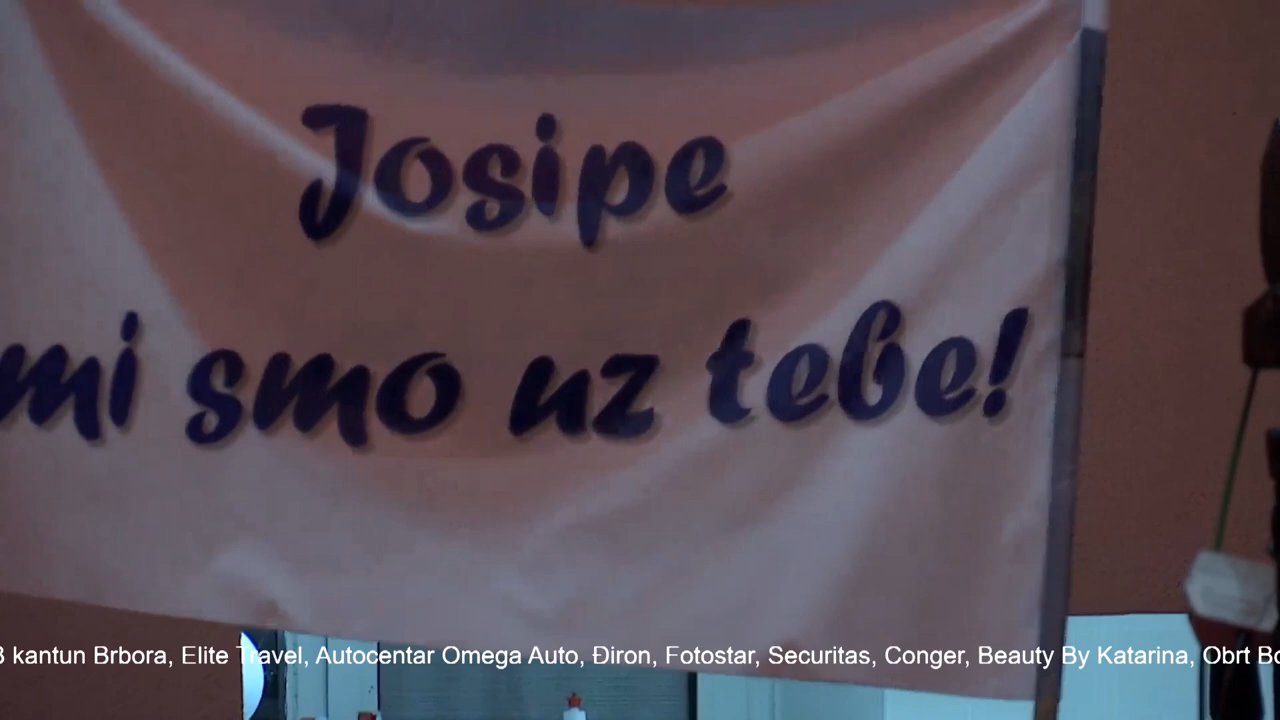 Josipe
mi smo uz tebe!
kantun Brbora, Elite Travel, Autocentar Omega Auto, Điron, Fotostar, Securitas, Conger, Beauty By Katarina, Obrt